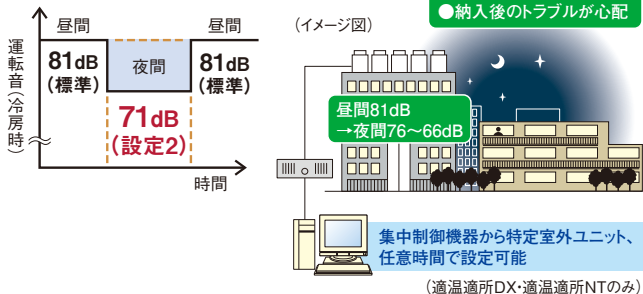 昼間
昼間
運転音(冷房時)
81dB
(標準)
夜間
81dB
(標準)
71dB
(設定2)
時間
(イメージ図)
●納入後のトラブルが心配
昼間81dB
→夜間76〜66dB
集中制御機器から特定室外ユニット、
任意時間で設定可能
(適温適所DX・適温適所NTのみ)